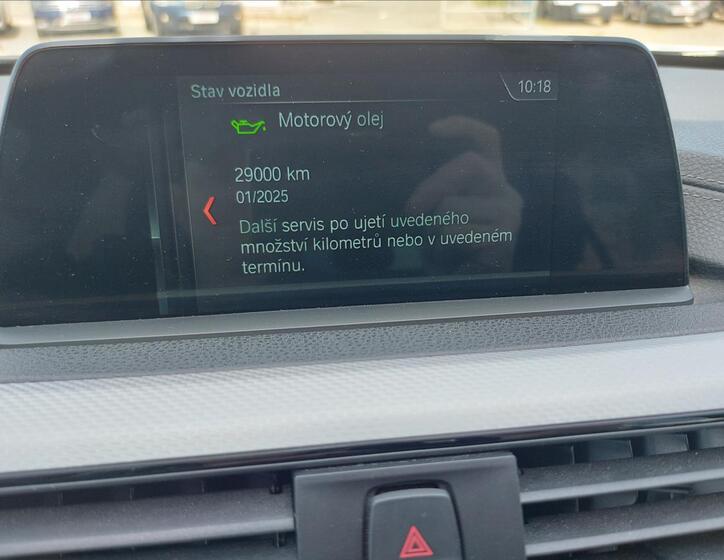 Stav vozidla
10:18
Motorový olej
29000 km
01/2025
Další servis po ujetí uvedeného
množství kilometrů nebo v uvedeném
termínu.